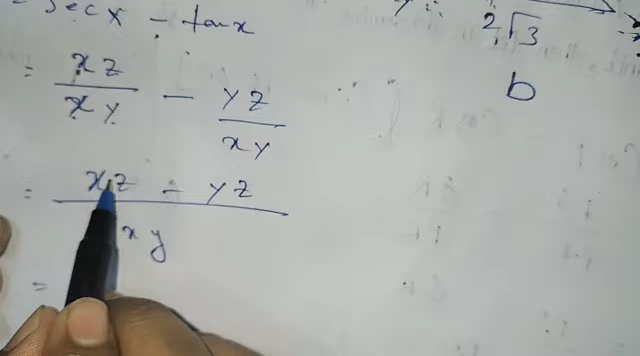 = sec x - tan x
= xz/xy - yz/xy
= xz - yz/xy
=
2√3
b